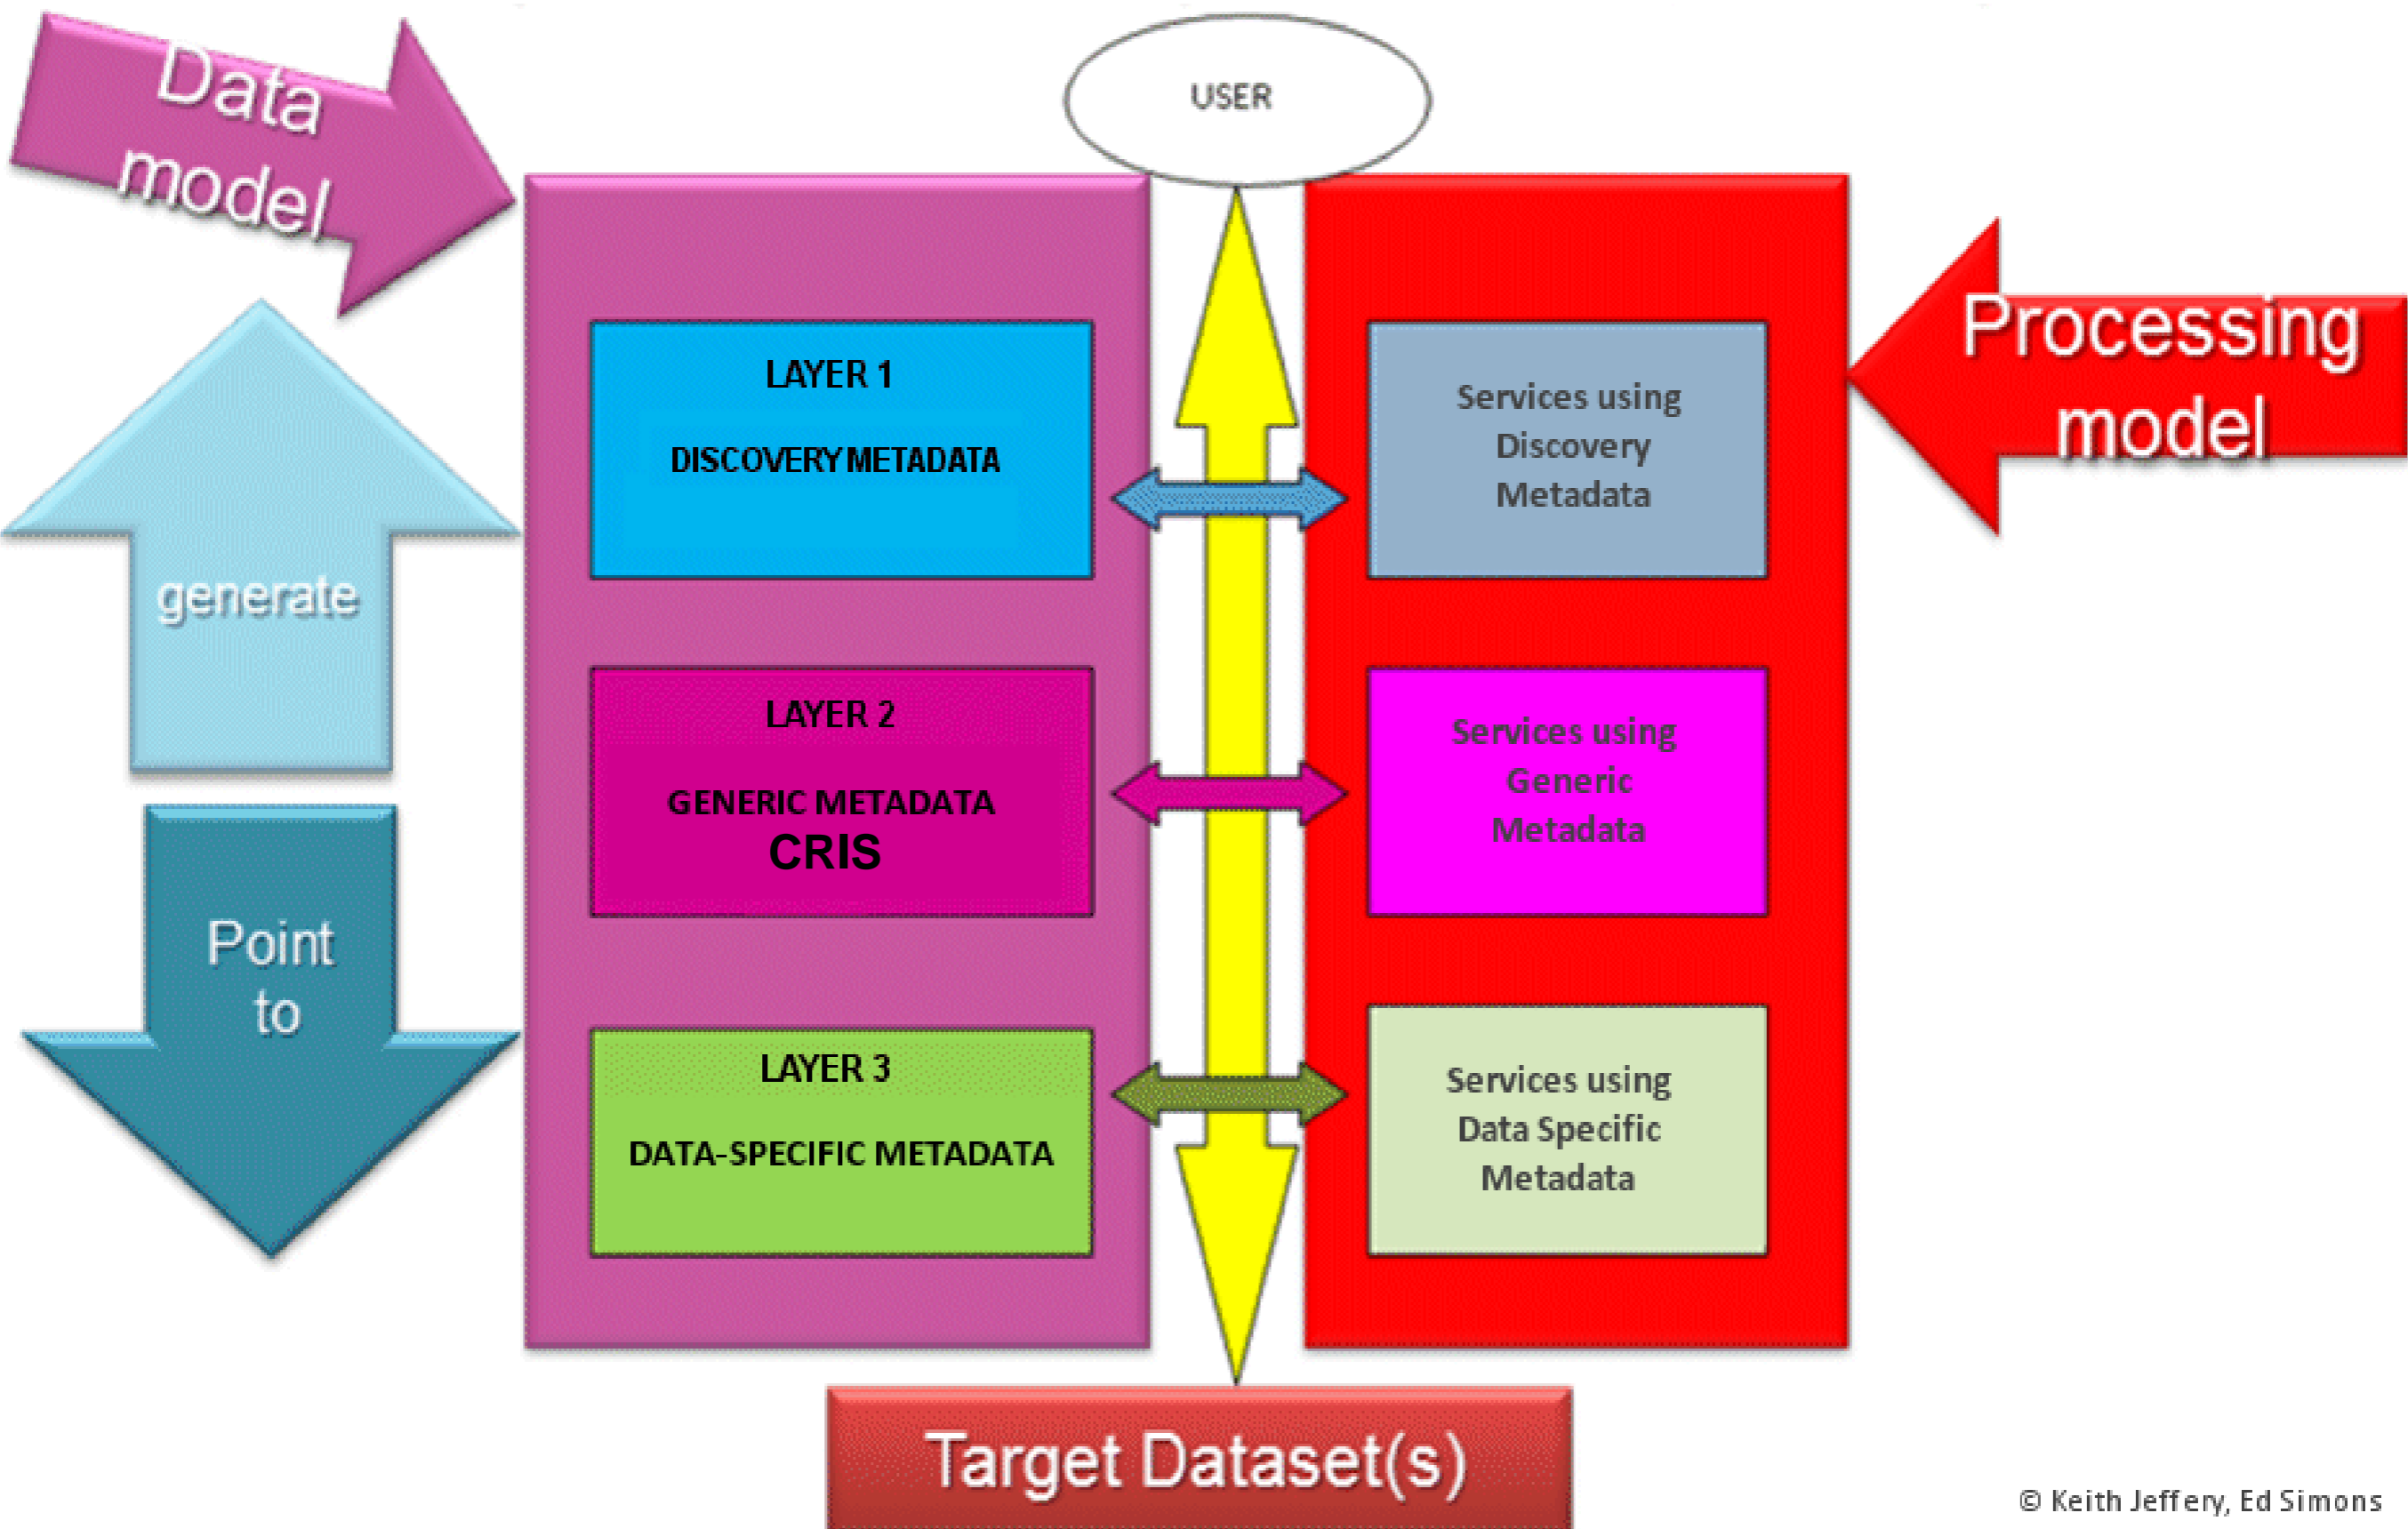 Data
model
USER
LAYER 1
DISCOVERY METADATA
Services using
Discovery
Metadata
Processing
model
generate
LAYER 2
GENERIC METADATA
CRIS
Services using
Generic
Metadata
Point
to
LAYER 3
DATA-SPECIFIC METADATA
Services using
Data Specific
Metadata
Target Dataset(s)
© Keith Jeffery, Ed Simons